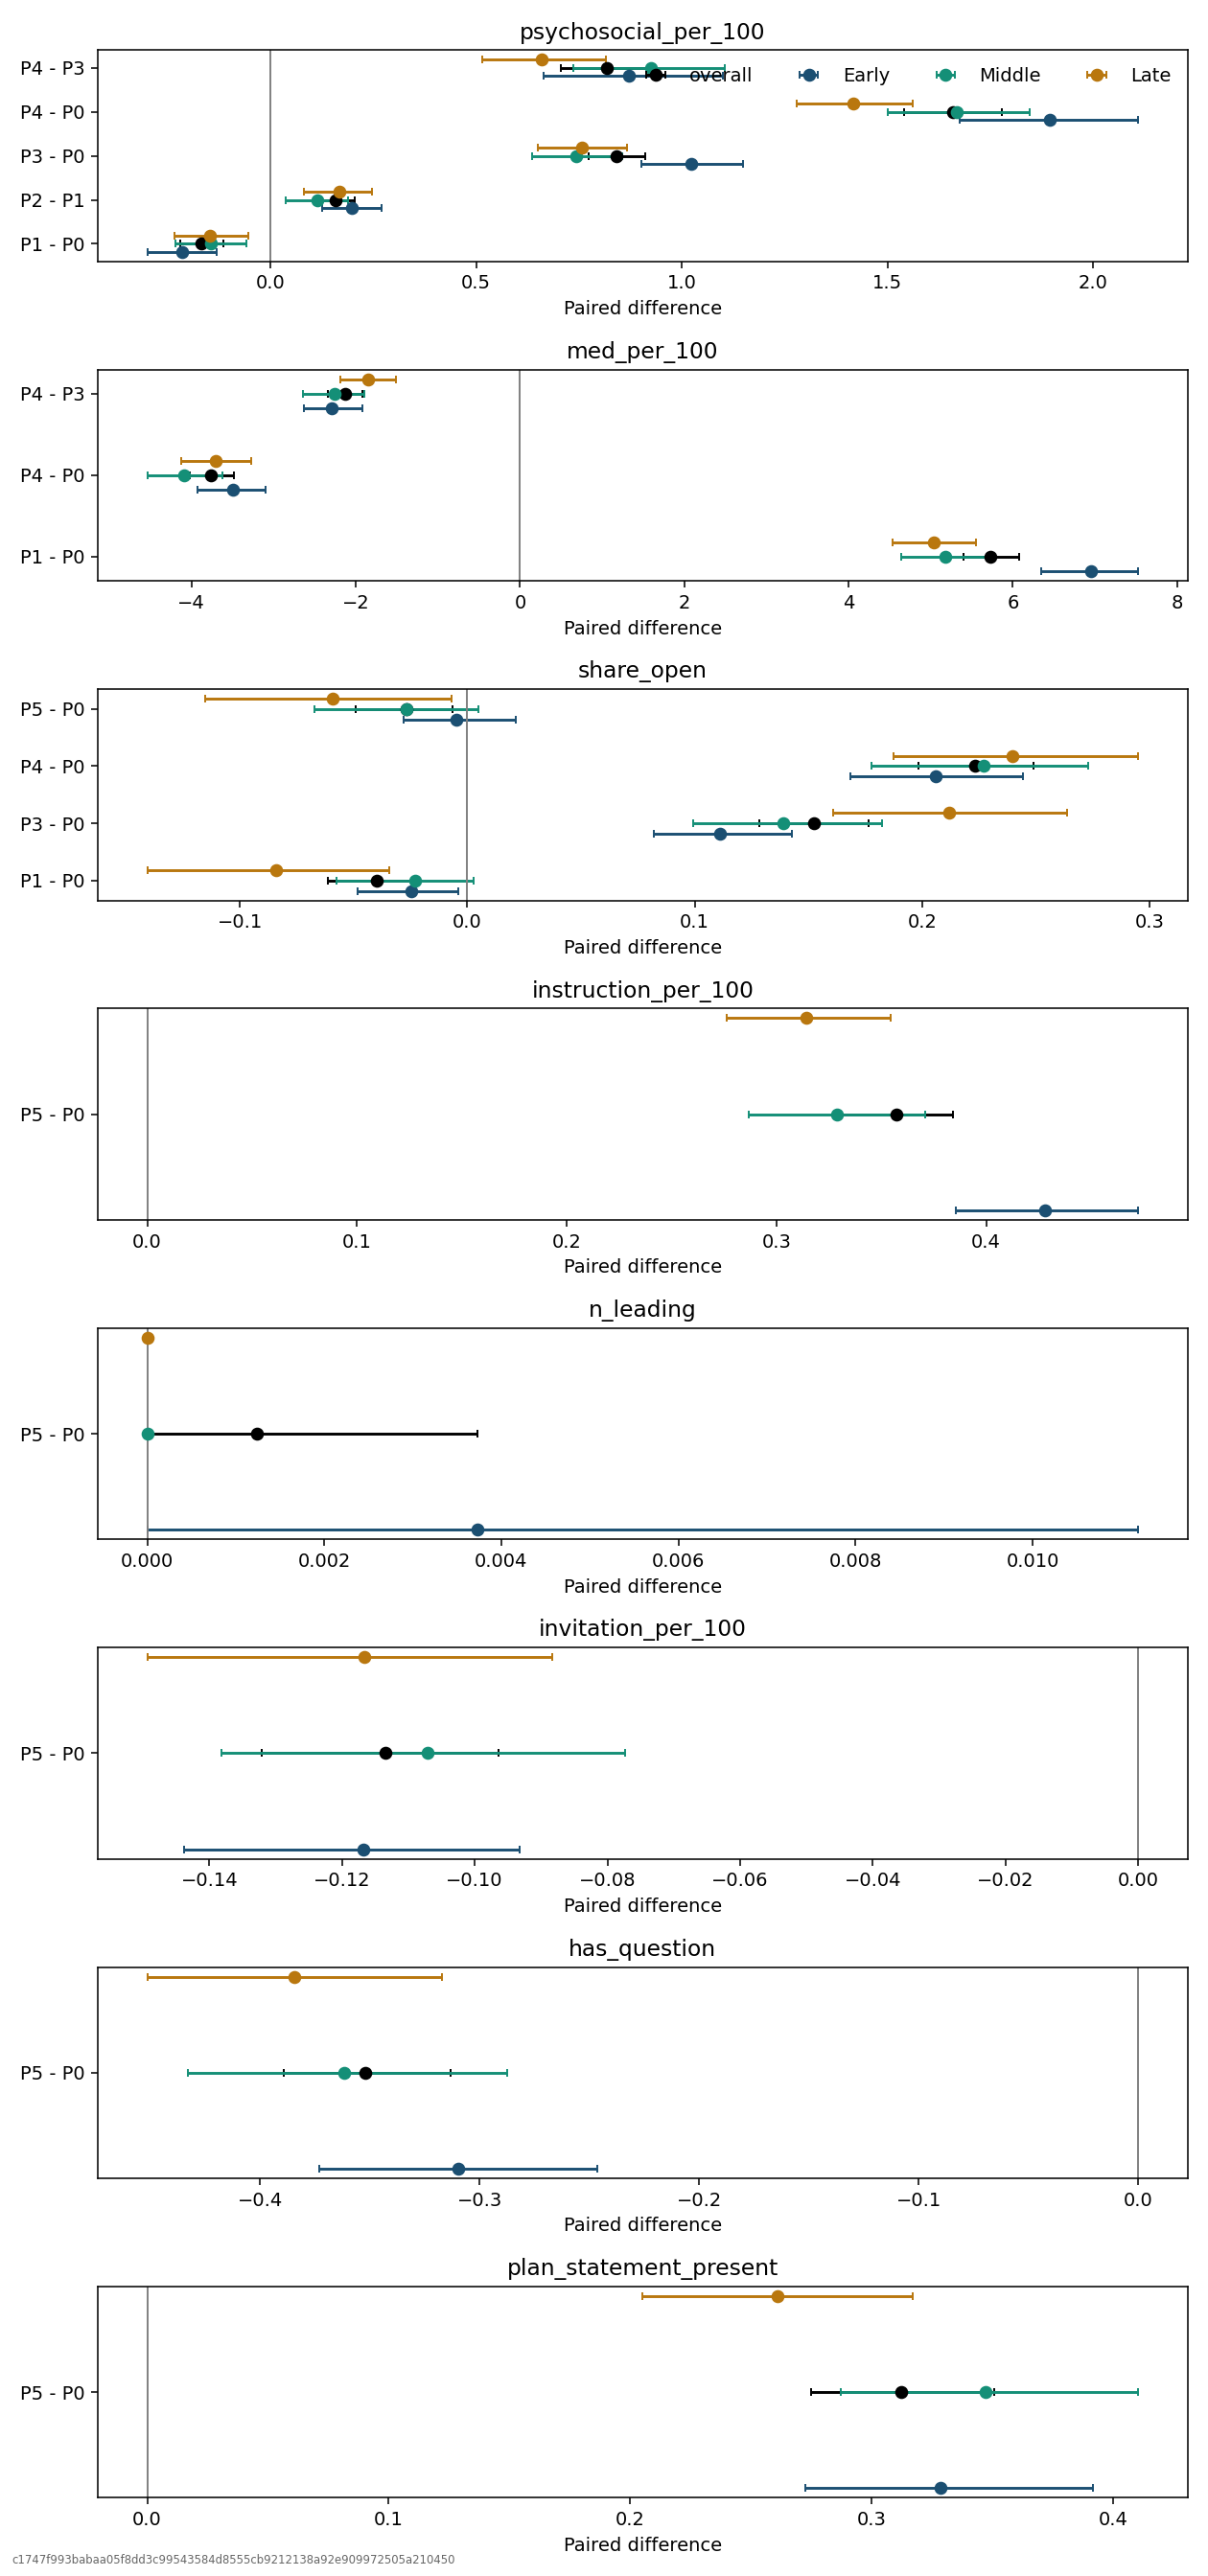 psychosocial_per_100
P4 - P3
P4 - P0
P3 - P0
P2 - P1
P1 - P0
overall Early Middle Late
0.0 0.5 1.0 1.5 2.0
Paired difference
med_per_100
P4 - P3
P4 - P0
P1 - P0
−4 −2 0 2 4 6 8
Paired difference
share_open
P5 - P0
P4 - P0
P3 - P0
P1 - P0
−0.1 0.0 0.1 0.2 0.3
Paired difference
instruction_per_100
P5 - P0
0.0 0.1 0.2 0.3 0.4
Paired difference
n_leading
P5 - P0
0.000 0.002 0.004 0.006 0.008 0.010
Paired difference
invitation_per_100
P5 - P0
−0.14 −0.12 −0.10 −0.08 −0.06 −0.04 −0.02 0.00
Paired difference
has_question
P5 - P0
−0.4 −0.3 −0.2 −0.1 0.0
Paired difference
plan_statement_present
P5 - P0
0.0 0.1 0.2 0.3 0.4
Paired difference
c1747f993babaa05f8dd3c99543584d8555cb9212138a92e909972505a210450